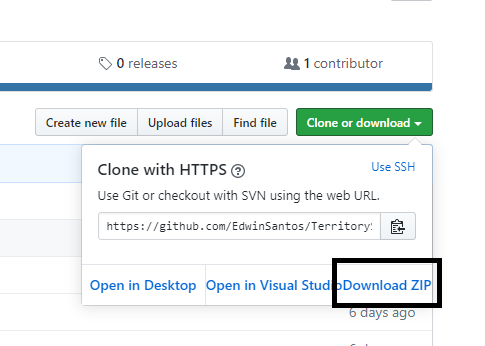 0 releases
1 contributor
Create new file
Upload files
Find file
Clone or download
Clone with HTTPS
Use SSH
Use Git or checkout with SVN using the web URL.
https://github.com/EdwinSantos/Territory
Open in Desktop
Open in Visual Studio
Download ZIP
6 days ago